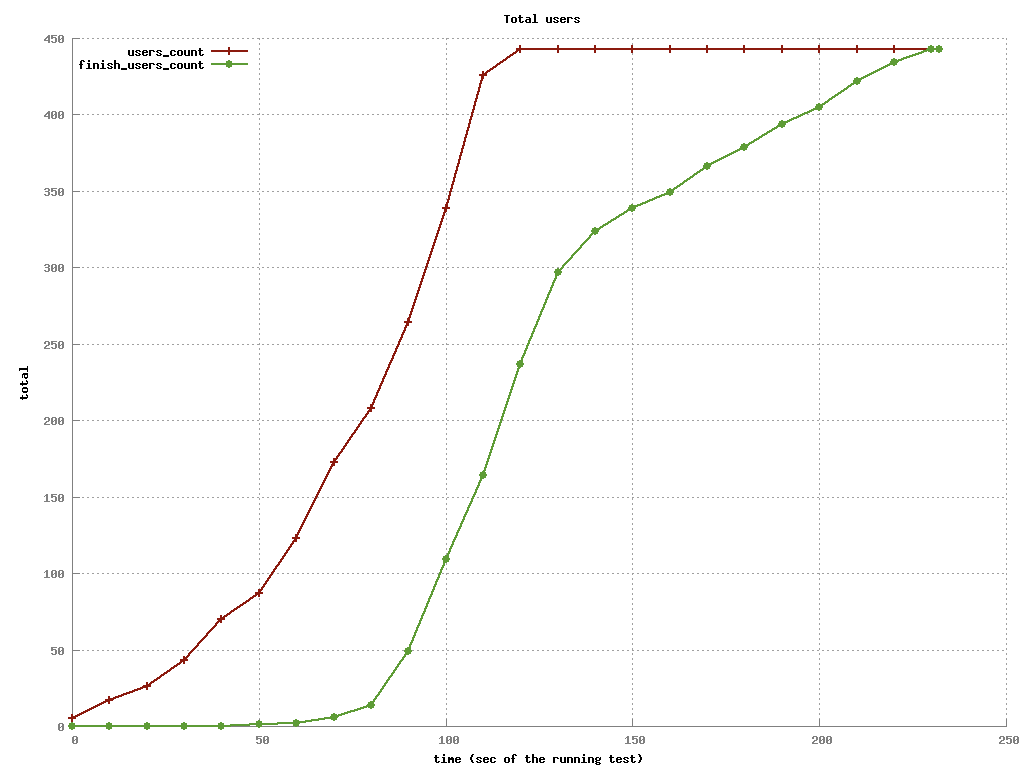 Total users
users_count
finish_users_count
450
400
350
300
250
200
150
100
50
0
total
0 50 100 150 200 250
time (sec of the running test)